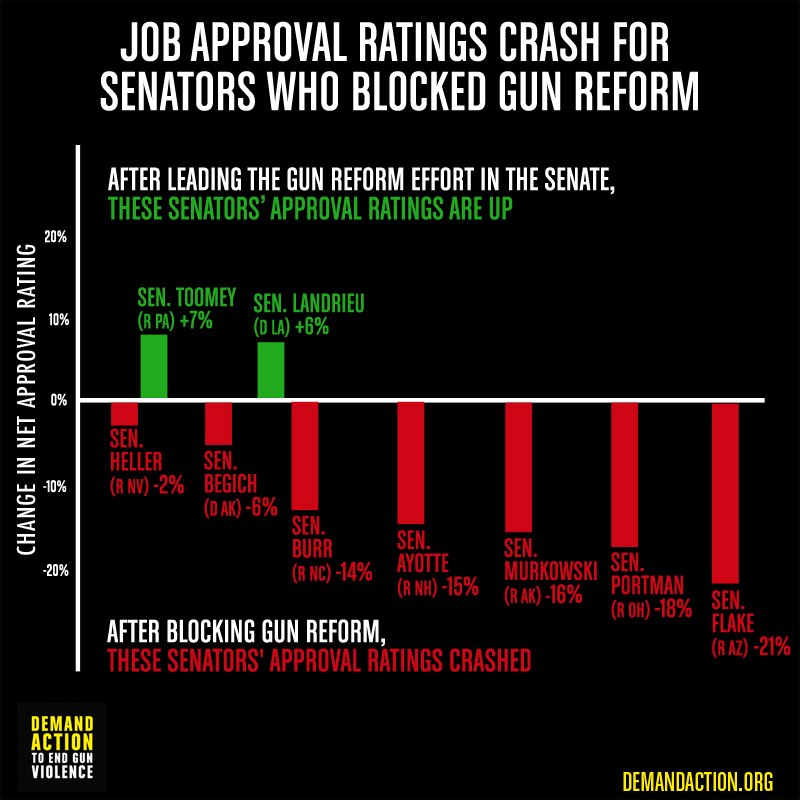 JOB APPROVAL RATINGS CRASH FOR
SENATORS WHO BLOCKED GUN REFORM
AFTER LEADING THE GUN REFORM EFFORT IN THE SENATE,
THESE SENATORS' APPROVAL RATINGS ARE UP
CHANGE IN NET APPROVAL RATING
20%
10%
0%
-10%
-20%
SEN. TOOMEY
(R PA) +7%
SEN. LANDRIEU
(D LA) +6%
SEN.
HELLER
(R NV) -2%
SEN.
BEGICH
(D AK) -6%
SEN.
BURR
(R NC) -14%
SEN.
AYOTTE
(R NH) -15%
SEN.
MURKOWSKI
(R AK) -16%
SEN.
PORTMAN
(R OH) -18%
SEN.
FLAKE
(R AZ) -21%
AFTER BLOCKING GUN REFORM,
THESE SENATORS' APPROVAL RATINGS CRASHED
DEMAND
ACTION
TO END GUN
VIOLENCE
DEMANDACTION.ORG